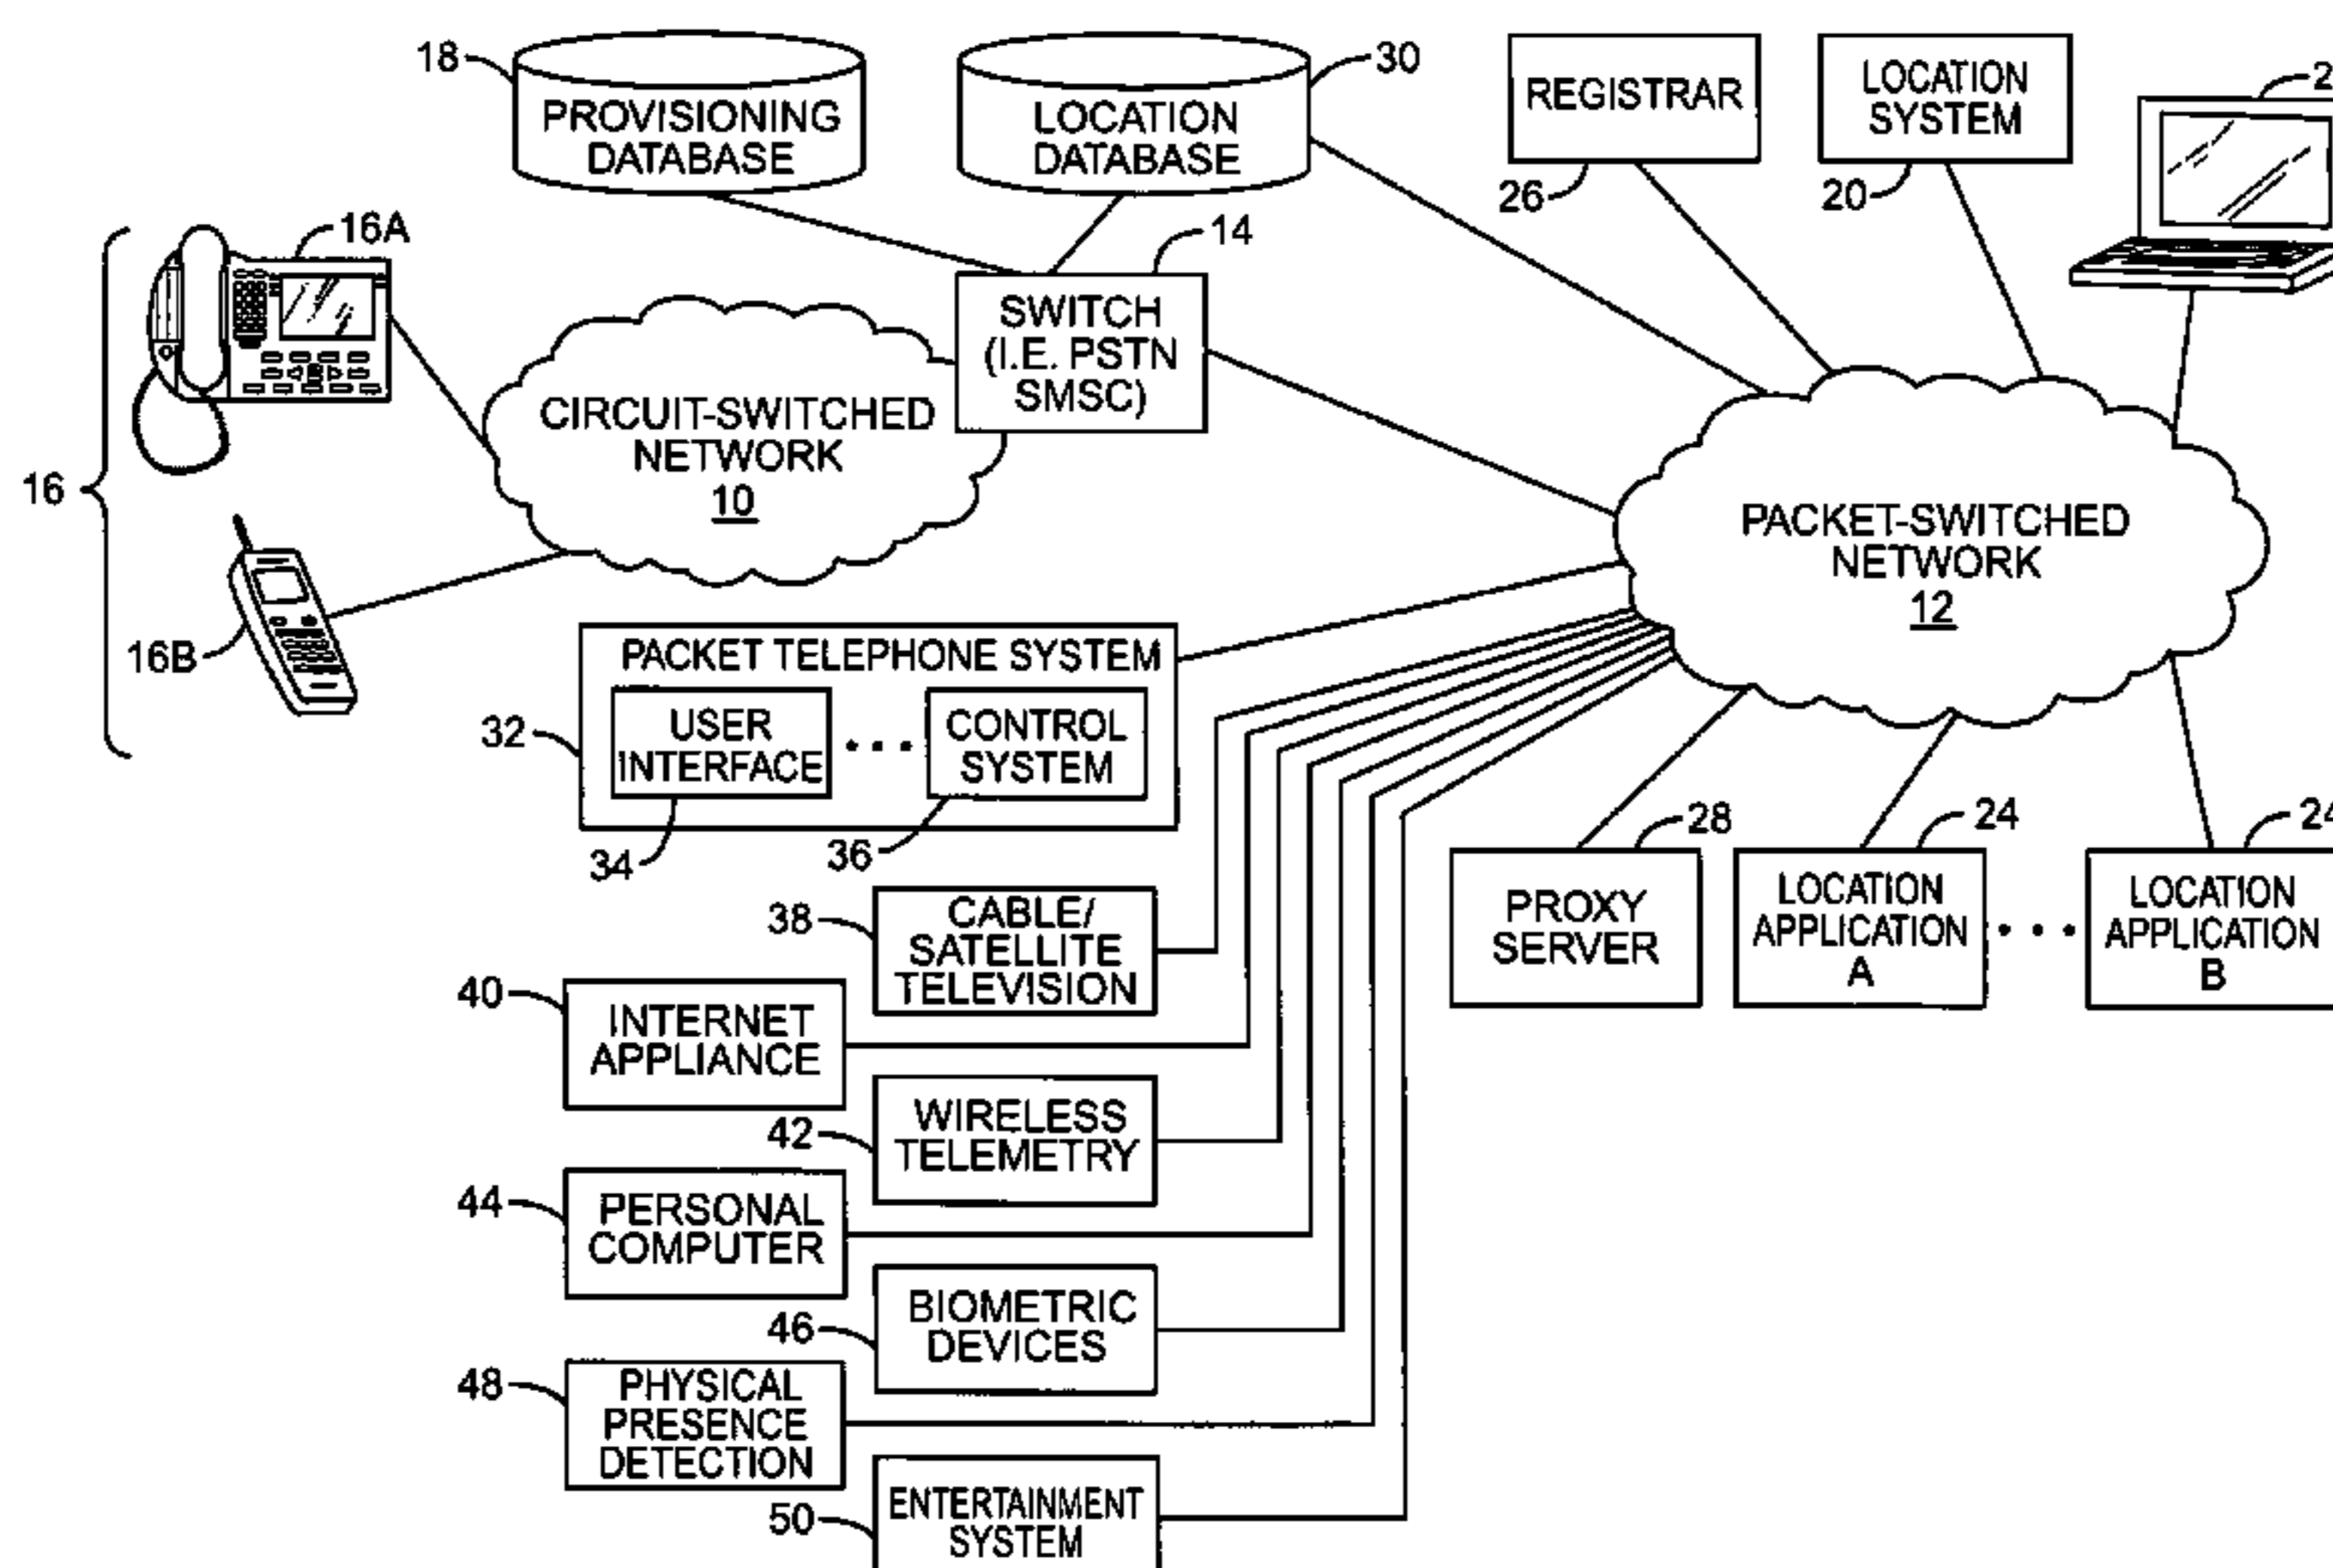 18
PROVISIONING
DATABASE
30
LOCATION
DATABASE
REGISTRAR
26
LOCATION
SYSTEM
20
16
16A
16B
14
SWITCH
(I.E. PSTN
SMSC)
CIRCUIT-SWITCHED
NETWORK
10
PACKET-SWITCHED
NETWORK
12
PACKET TELEPHONE SYSTEM
32
USER
INTERFACE
34
CONTROL
SYSTEM
36
28
PROXY
SERVER
24
LOCATION
APPLICATION
A
24
LOCATION
APPLICATION
B
38
CABLE/
SATELLITE
TELEVISION
40
INTERNET
APPLIANCE
42
WIRELESS
TELEMETRY
44
PERSONAL
COMPUTER
46
BIOMETRIC
DEVICES
48
PHYSICAL
PRESENCE
DETECTION
50
ENTERTAINMENT
SYSTEM